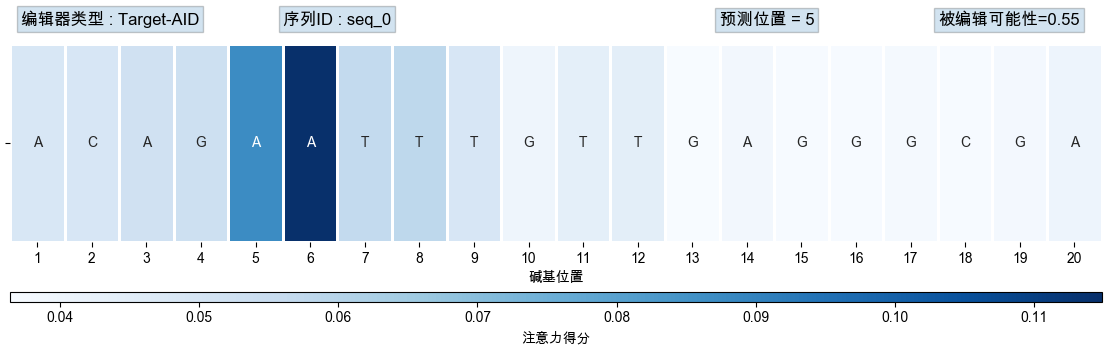 编辑器类型 : Target-AID 序列ID : seq_0 预测位置 = 5 被编辑可能性=0.55
A C A G A A T T T G T T G A G G G C G A
1 2 3 4 5 6 7 8 9 10 11 12 13 14 15 16 17 18 19 20
碱基位置
0.04 0.05 0.06 0.07 0.08 0.09 0.10 0.11
注意力得分